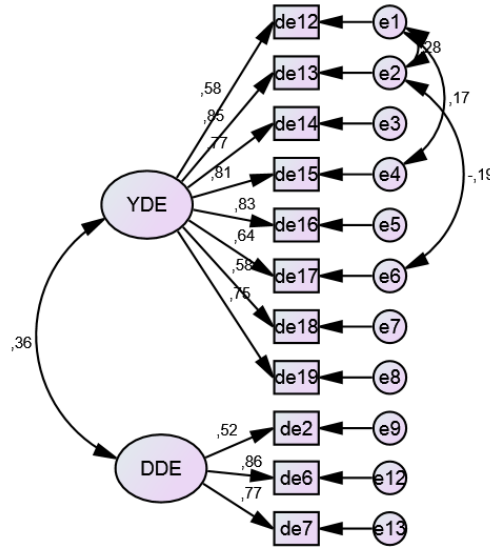 de12
e1
,28
de13
e2
,58
,17
,85
de14
e3
,77
de15
e4
,81
-,19
YDE
,83
de16
e5
,64
,58
de17
e6
,75
de18
e7
,36
de19
e8
,52
de2
e9
DDE
,86
de6
e12
,77
de7
e13